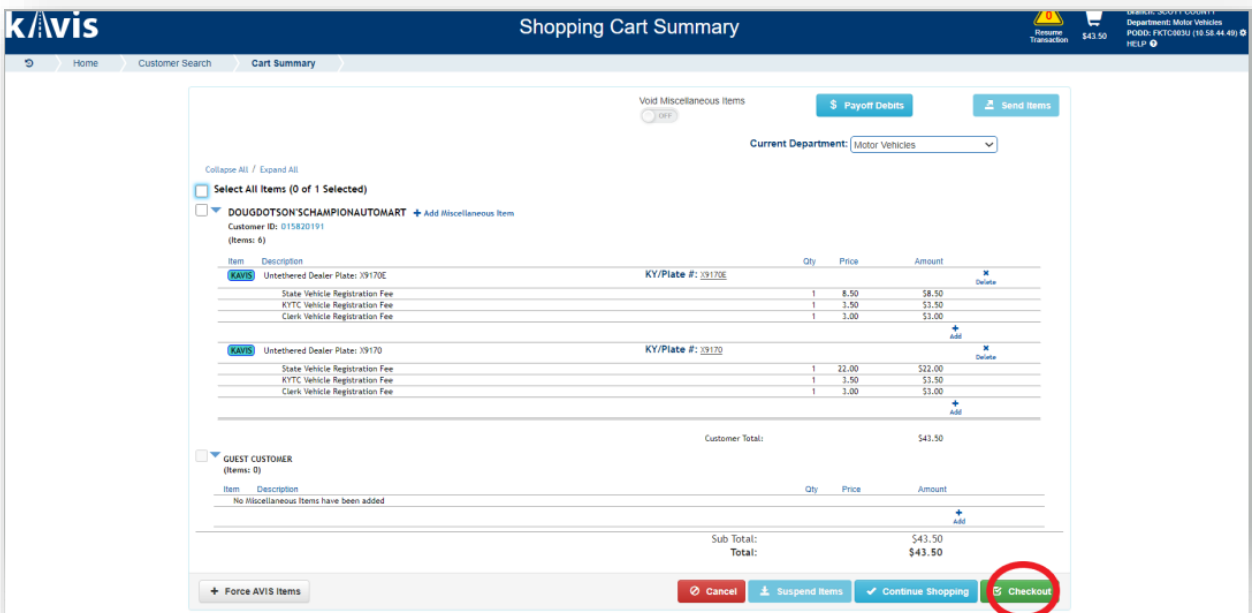 KAVIS
Shopping Cart Summary
0
Resume
Transaction
$43.50
Branch: SCOTT COUNTY
Department: Motor Vehicles
PODD: FKTC003U (10.58.44.49)
HELP
Home
Customer Search
Cart Summary
Void Miscellaneous Items
OFF
$ Payoff Debits
Send Items
Current Department: Motor Vehicles
Collapse All / Expand All
Select All Items (0 of 1 Selected)
DOUGDOTSON'SCHAMPIONAUTOMART + Add Miscellaneous Item
Customer ID: 015820191
(Items: 6)
Item Description Qty Price Amount
KAVIS Untethered Dealer Plate: X9170E KY/Plate #: X9170E
Delete
State Vehicle Registration Fee 1 8.50 $8.50
KYTC Vehicle Registration Fee 1 3.50 $3.50
Clerk Vehicle Registration Fee 1 3.00 $3.00
+
Add
KAVIS Untethered Dealer Plate: X9170 KY/Plate #: X9170
Delete
State Vehicle Registration Fee 1 22.00 $22.00
KYTC Vehicle Registration Fee 1 3.50 $3.50
Clerk Vehicle Registration Fee 1 3.00 $3.00
+
Add
Customer Total: $43.50
GUEST CUSTOMER
(Items: 0)
Item Description Qty Price Amount
No Miscellaneous Items have been added
+
Add
Sub Total: $43.50
Total: $43.50
+ Force AVIS Items
Cancel
Suspend Items
Continue Shopping
Checkout